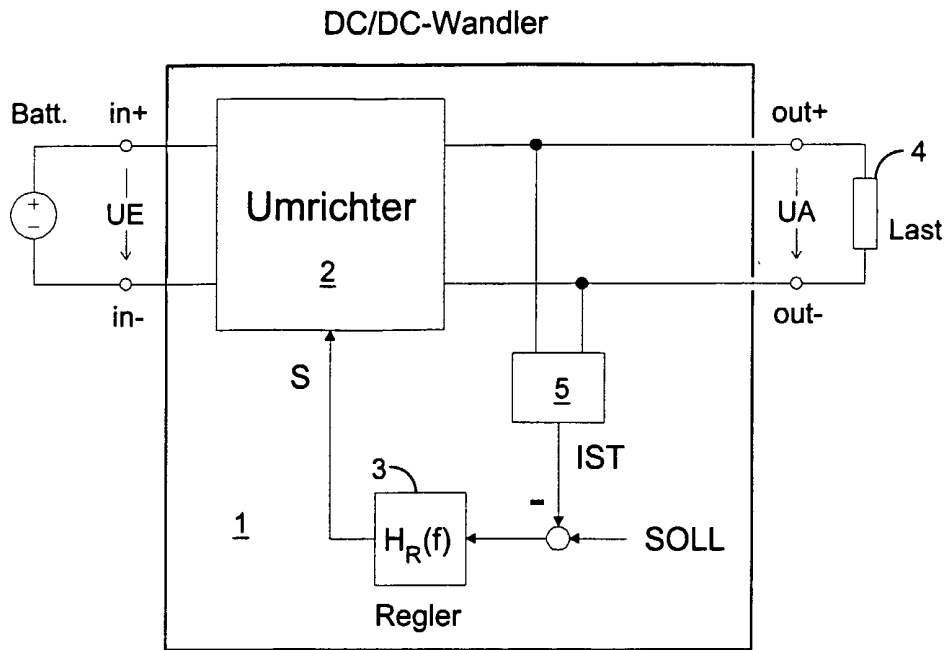 DC/DC-Wandler
Batt.
in+
out+
4
UE
Umrichter
UA
Last
2
in-
out-
S
5
IST
3
-
1
H_R(f)
SOLL
Regler
+
−